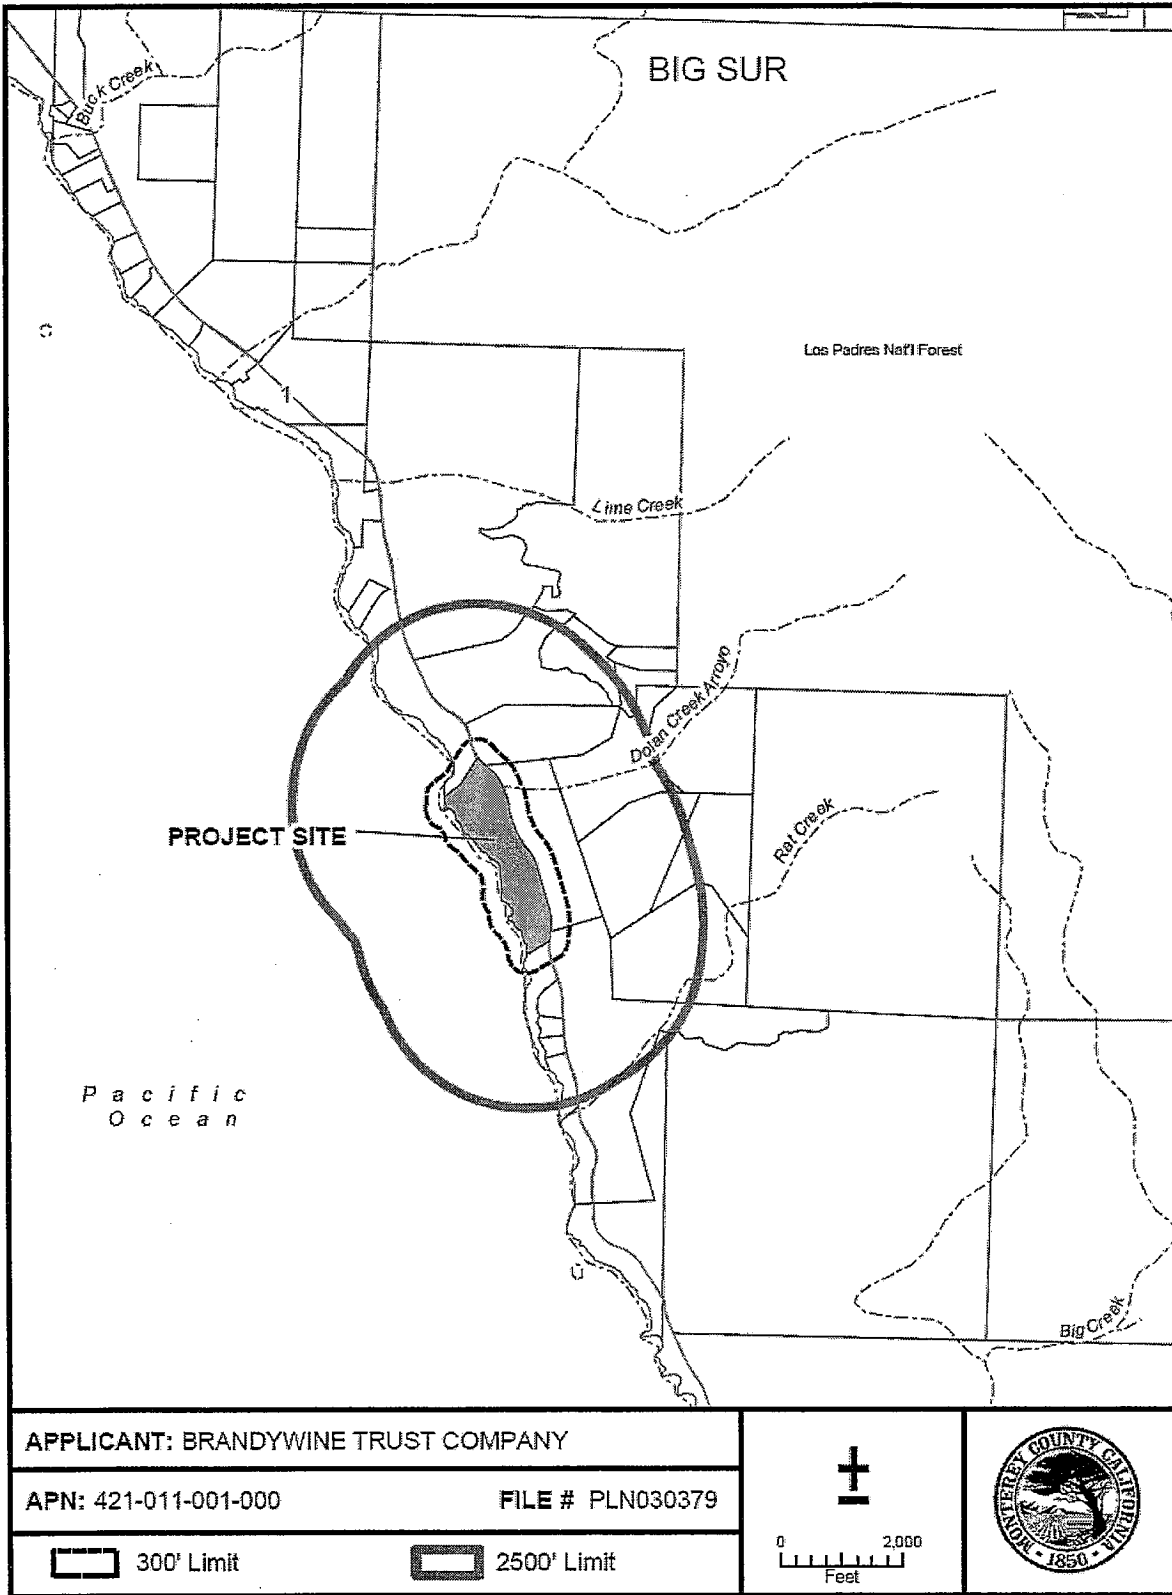 BIG SUR
Buck Creek
Los Padres Nat'l Forest
1
Lime Creek
Dolan Creek Arroyo
Rat Creek
PROJECT SITE
Pacific
Ocean
Big Creek
APPLICANT: BRANDYWINE TRUST COMPANY
APN: 421-011-001-000
FILE # PLN030379
300' Limit
2500' Limit
0 2,000
Feet
MONTEREY COUNTY CALIFORNIA
1850